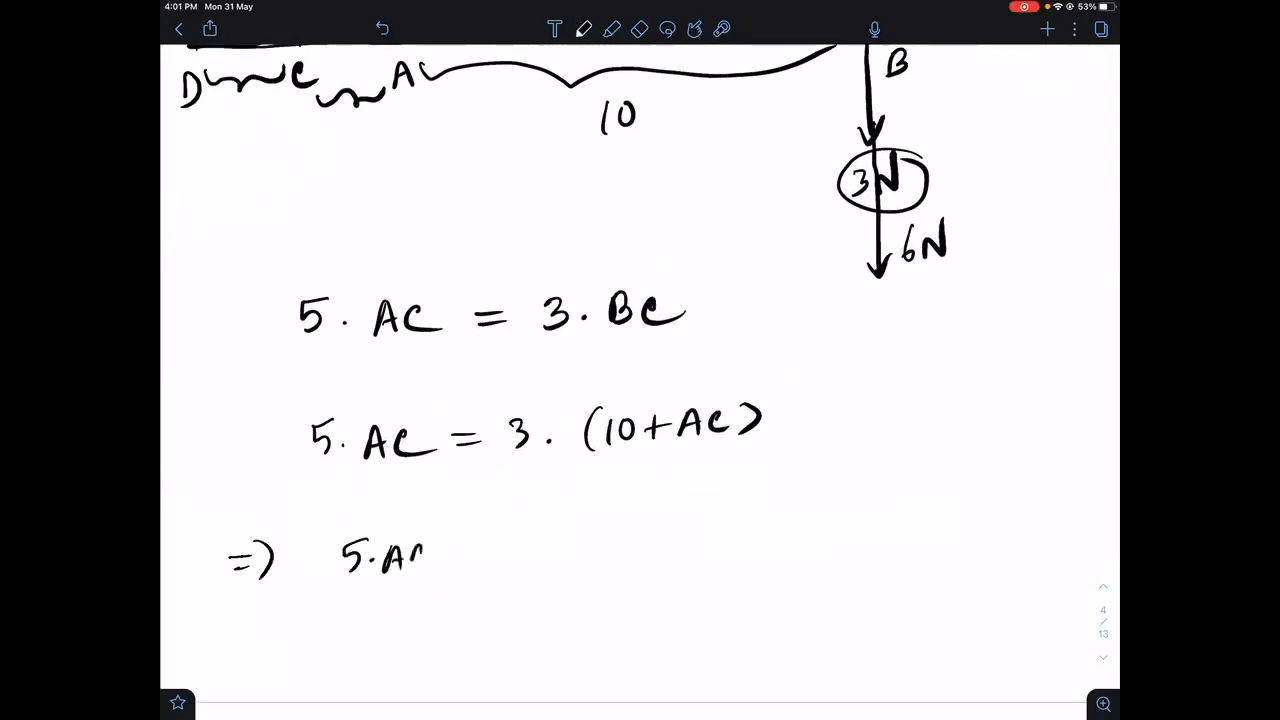 4:01 PM Mon 31 May
53%
T
D C A B
10
3N
6N
5. AC = 3. BC
5. AC = 3. (10+AC)
=) 5.A
4
/
13